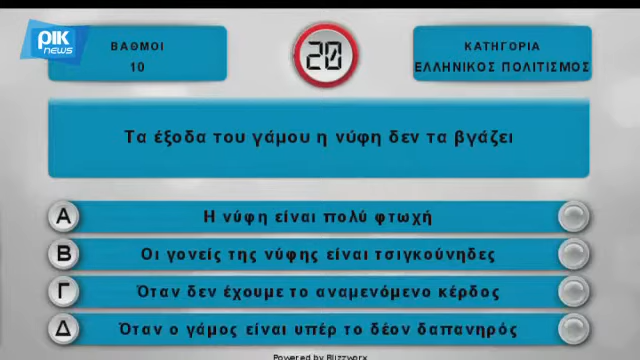 ΡΙΚ
news
ΒΑΘΜΟΙ
10
20
ΚΑΤΗΓΟΡΙΑ
ΕΛΛΗΝΙΚΟΣ ΠΟΛΙΤΙΣΜΟΣ
Τα έξοδα του γάμου η νύφη δεν τα βγάζει
Α Η νύφη είναι πολύ φτωχή
Β Οι γονείς της νύφης είναι τσιγκούνηδες
Γ Όταν δεν έχουμε το αναμενόμενο κέρδος
Δ Όταν ο γάμος είναι υπέρ το δέον δαπανηρός
Powered by Blizzworx